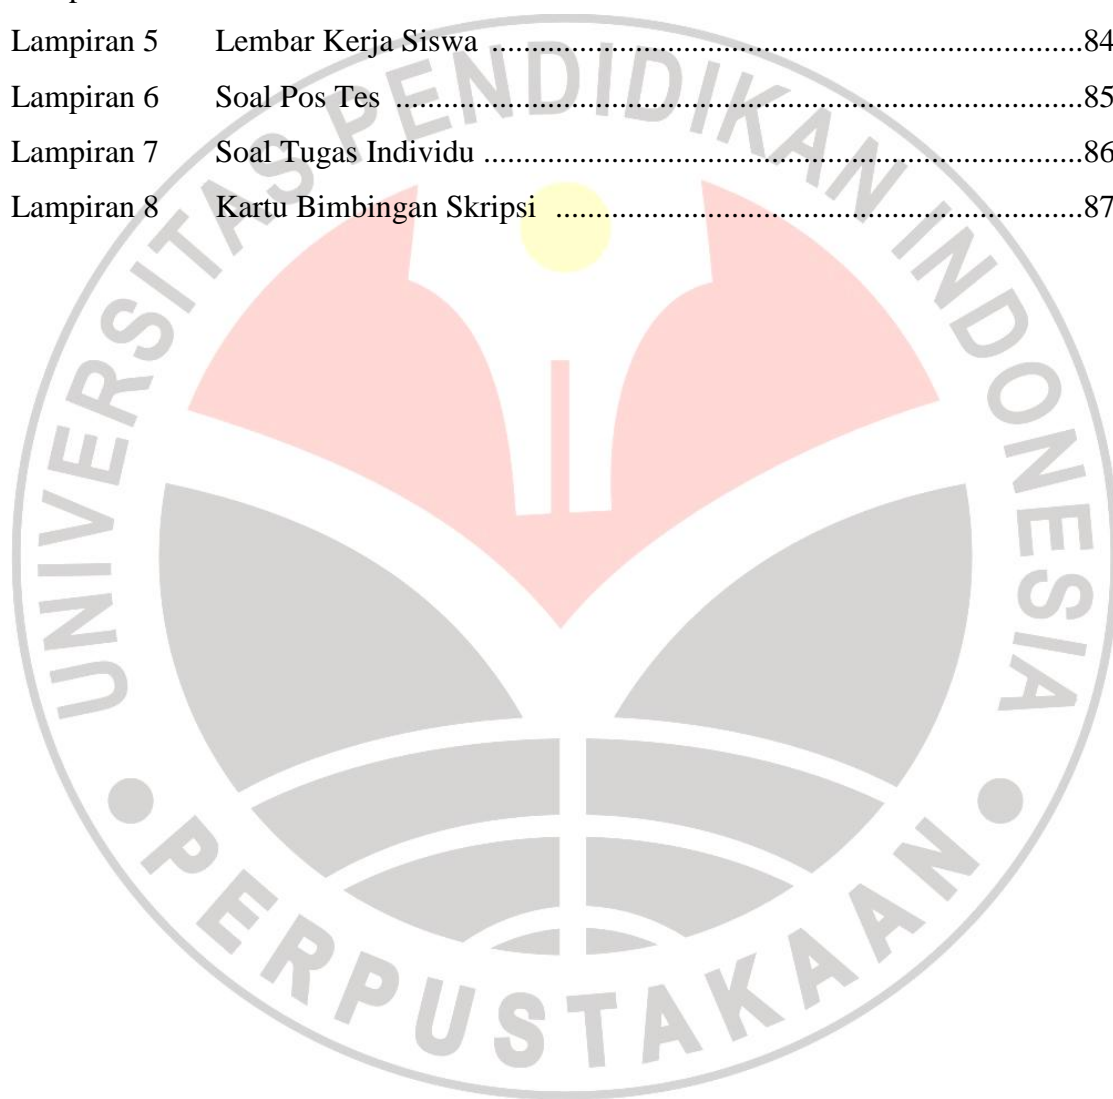 Lampiran 5 Lembar Kerja Siswa ................................................................................84
Lampiran 6 Soal Pos Tes .............................................................................................85
Lampiran 7 Soal Tugas Individu .................................................................................86
Lampiran 8 Kartu Bimbingan Skripsi .......................................................................87
UNIVERSITAS PENDIDIKAN INDONESIA
PERPUSTAKAAN